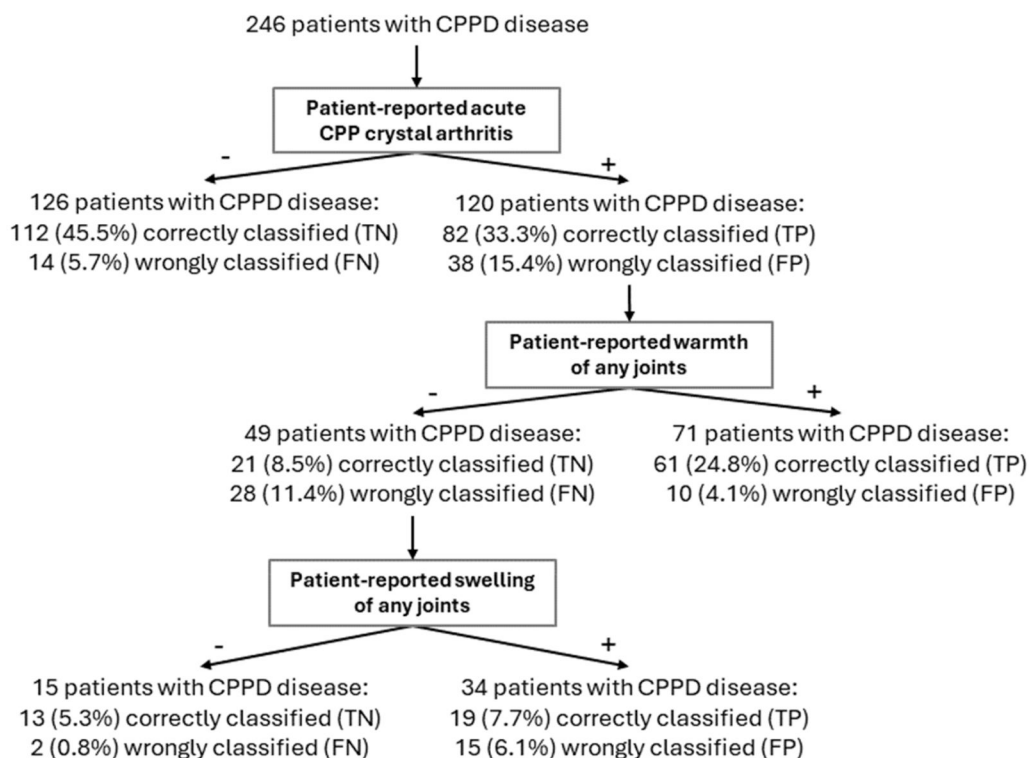 246 patients with CPPD disease
Patient-reported acute
CPP crystal arthritis
-
+
126 patients with CPPD disease:
112 (45.5%) correctly classified (TN)
14 (5.7%) wrongly classified (FN)
120 patients with CPPD disease:
82 (33.3%) correctly classified (TP)
38 (15.4%) wrongly classified (FP)
Patient-reported warmth
of any joints
-
+
49 patients with CPPD disease:
21 (8.5%) correctly classified (TN)
28 (11.4%) wrongly classified (FN)
71 patients with CPPD disease:
61 (24.8%) correctly classified (TP)
10 (4.1%) wrongly classified (FP)
Patient-reported swelling
of any joints
-
+
15 patients with CPPD disease:
13 (5.3%) correctly classified (TN)
2 (0.8%) wrongly classified (FN)
34 patients with CPPD disease:
19 (7.7%) correctly classified (TP)
15 (6.1%) wrongly classified (FP)